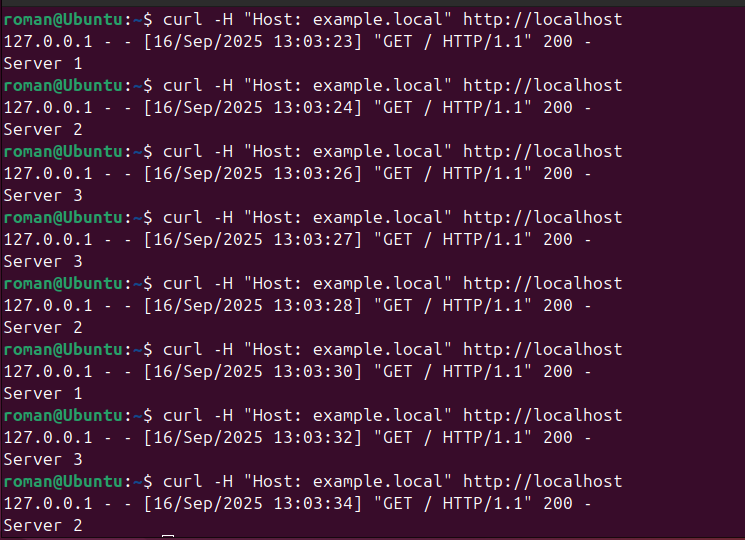 roman@Ubuntu:~$ curl -H "Host: example.local" http://localhost
127.0.0.1 - - [16/Sep/2025 13:03:23] "GET / HTTP/1.1" 200 -
Server 1
roman@Ubuntu:~$ curl -H "Host: example.local" http://localhost
127.0.0.1 - - [16/Sep/2025 13:03:24] "GET / HTTP/1.1" 200 -
Server 2
roman@Ubuntu:~$ curl -H "Host: example.local" http://localhost
127.0.0.1 - - [16/Sep/2025 13:03:26] "GET / HTTP/1.1" 200 -
Server 3
roman@Ubuntu:~$ curl -H "Host: example.local" http://localhost
127.0.0.1 - - [16/Sep/2025 13:03:27] "GET / HTTP/1.1" 200 -
Server 3
roman@Ubuntu:~$ curl -H "Host: example.local" http://localhost
127.0.0.1 - - [16/Sep/2025 13:03:28] "GET / HTTP/1.1" 200 -
Server 2
roman@Ubuntu:~$ curl -H "Host: example.local" http://localhost
127.0.0.1 - - [16/Sep/2025 13:03:30] "GET / HTTP/1.1" 200 -
Server 1
roman@Ubuntu:~$ curl -H "Host: example.local" http://localhost
127.0.0.1 - - [16/Sep/2025 13:03:32] "GET / HTTP/1.1" 200 -
Server 3
roman@Ubuntu:~$ curl -H "Host: example.local" http://localhost
127.0.0.1 - - [16/Sep/2025 13:03:34] "GET / HTTP/1.1" 200 -
Server 2